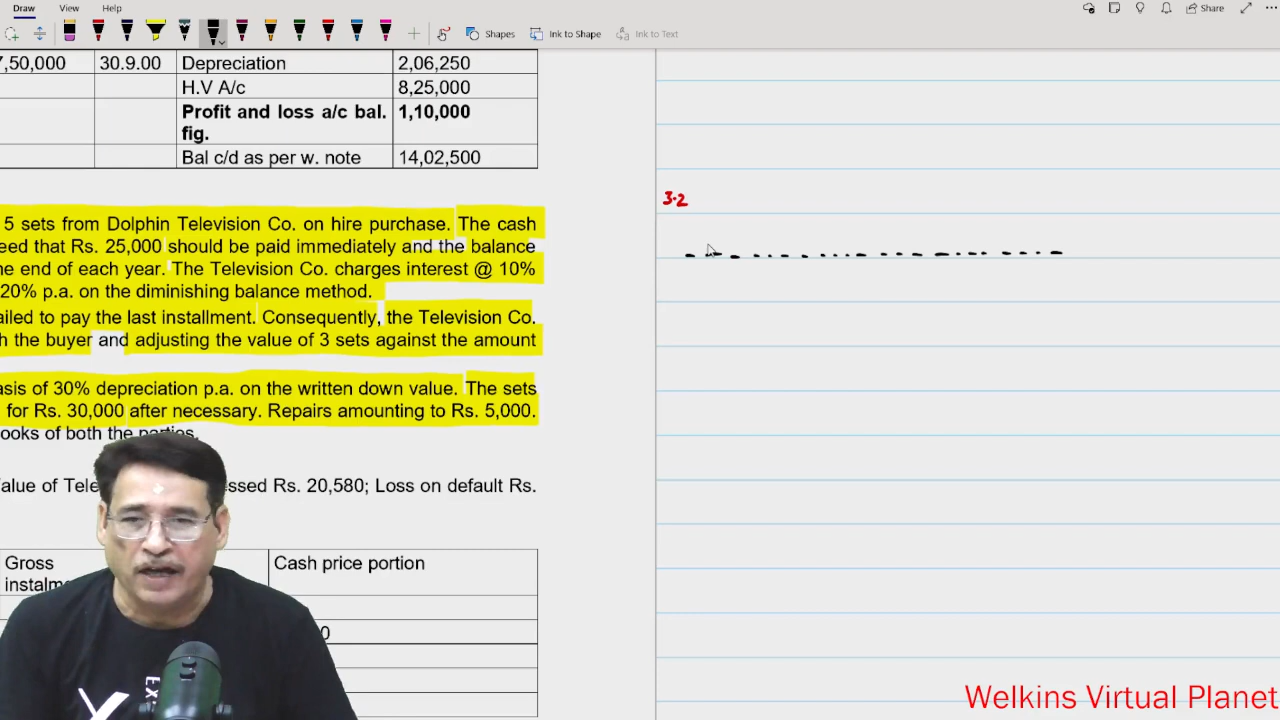 Draw View Help Share
Shapes Ink to Shape Ink to Text
7,50,000 30.9.00 Depreciation 2,06,250
H.V A/c 8,25,000
Profit and loss a/c bal. 1,10,000
fig.
Bal c/d as per w. note 14,02,500
5 sets from Dolphin Television Co. on hire purchase. The cash
eed that Rs. 25,000 should be paid immediately and the balance
he end of each year. The Television Co. charges interest @ 10%
20% p.a. on the diminishing balance method.
ailed to pay the last installment. Consequently, the Television Co.
h the buyer and adjusting the value of 3 sets against the amount
asis of 30% depreciation p.a. on the written down value. The sets
for Rs. 30,000 after necessary. Repairs amounting to Rs. 5,000.
ooks of both the parties.
alue of Tele ssed Rs. 20,580; Loss on default Rs.
Gross Cash price portion
instalm
0
3.2
EX
Welkins Virtual Planet